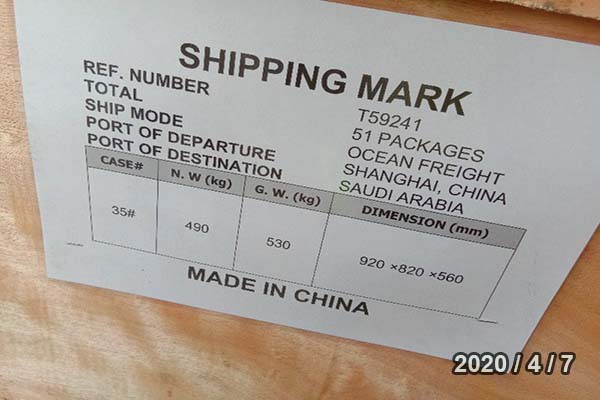 SHIPPING MARK
REF. NUMBER T59241
TOTAL 51 PACKAGES
SHIP MODE OCEAN FREIGHT
PORT OF DEPARTURE SHANGHAI, CHINA
PORT OF DESTINATION SAUDI ARABIA
CASE# N. W (kg) G. W. (kg) DIMENSION (mm)
35# 490 530 920 ×820 ×560
MADE IN CHINA
2020 / 4 / 7